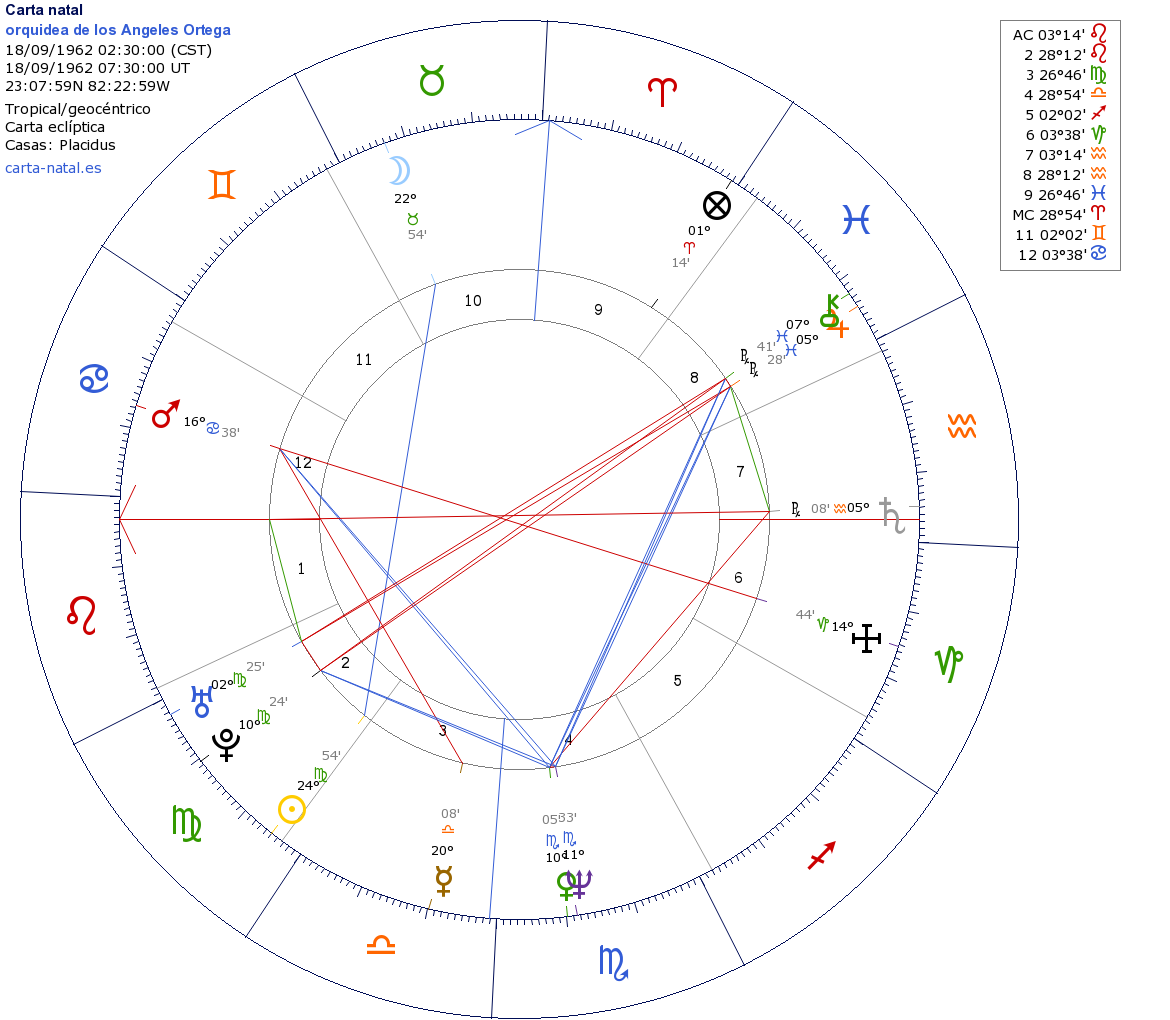 Carta natal
orquidea de los Angeles Ortega
18/09/1962 02:30:00 (CST)
18/09/1962 07:30:00 UT
23:07:59N 82:22:59W
Tropical/geocéntrico
Carta eclíptica
Casas: Placidus
carta-natal.es
AC 03°14' ♌
2 28°12' ♌
3 26°46' ♍
4 28°54' ♎
5 02°02' ♐
6 03°38' ♑
7 03°14' ♒
8 28°12' ♒
9 26°46' ♓
MC 28°54' ♈
11 02°02' ♊
12 03°38' ♋
22° ♉ 54'
01° ♈ 14'
07° ♓ 41' ℞
05° ♓ 28' ℞
16° ♋ 38'
℞ 08' ♒ 05°
44' ♑ 14°
02° ♍ 25'
10° ♍ 24'
24° ♍ 54'
20° ♎ 08'
10° ♏ 05'
11° ♏ 33'
10
9
11
8
12
7
1
6
2
5
3
4